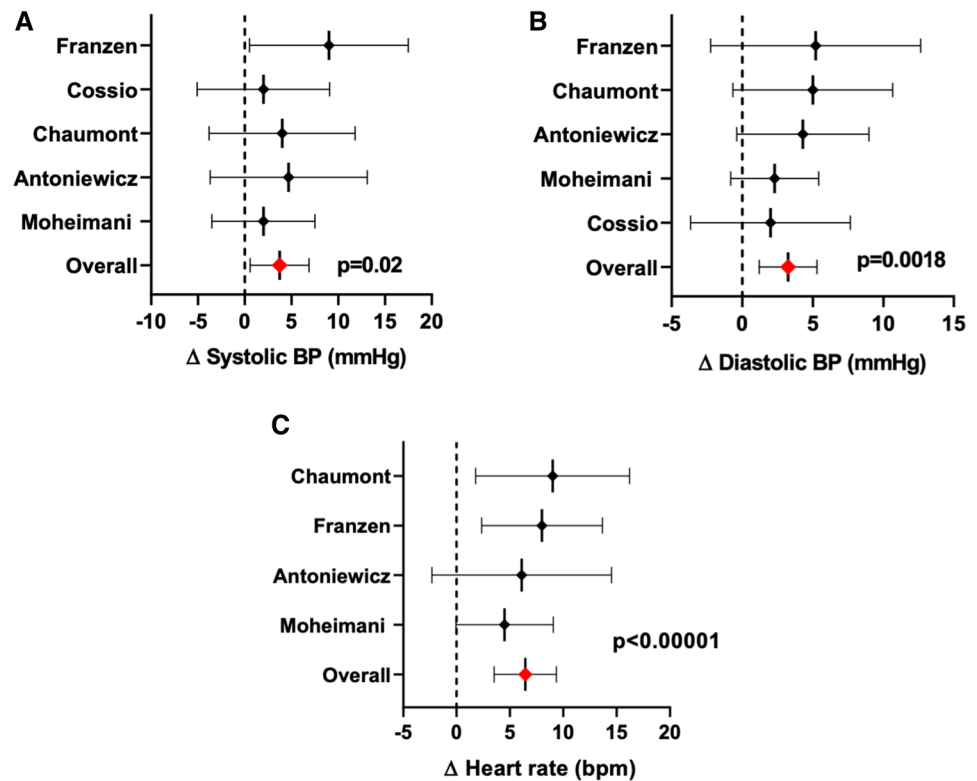 A
Franzen
Cossio
Chaumont
Antoniewicz
Moheimani
Overall
p=0.02
-10 -5 0 5 10 15 20
Δ Systolic BP (mmHg)
B
Franzen
Chaumont
Antoniewicz
Moheimani
Cossio
Overall
p=0.0018
-5 0 5 10 15
Δ Diastolic BP (mmHg)
C
Chaumont
Franzen
Antoniewicz
Moheimani
p<0.00001
Overall
-5 0 5 10 15 20
Δ Heart rate (bpm)